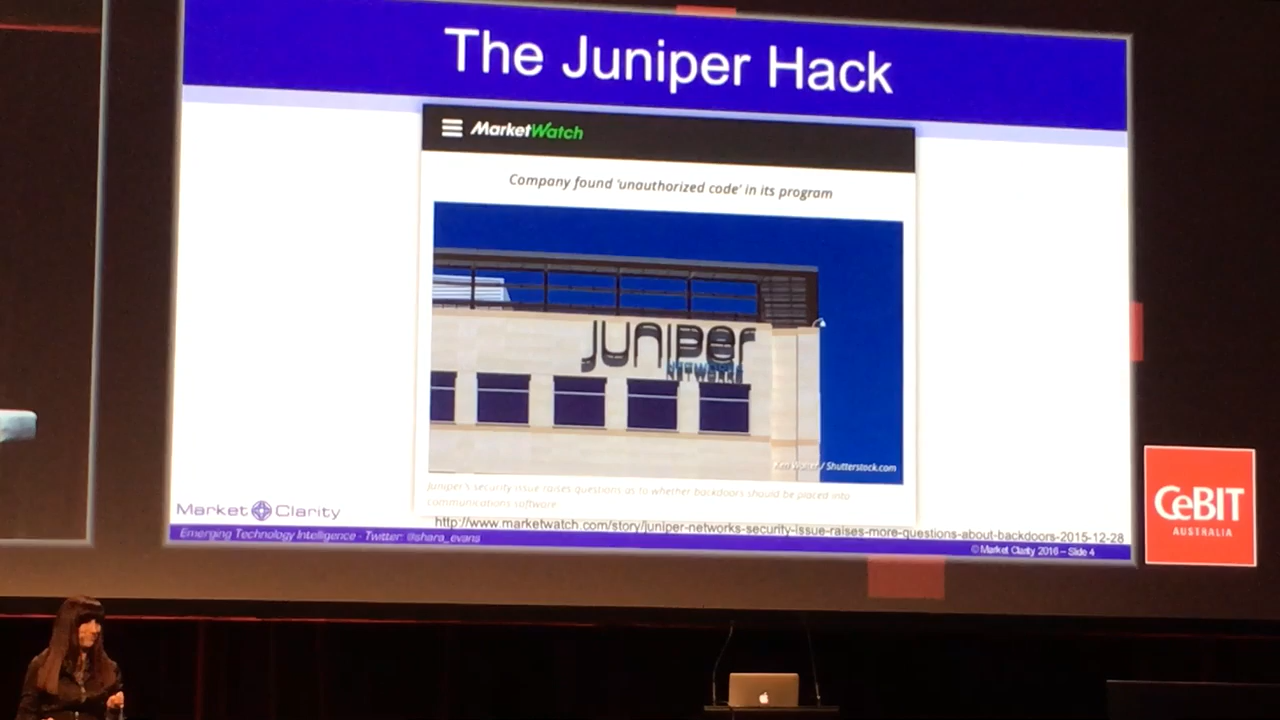 The Juniper Hack
MarketWatch
Company found 'unauthorized code' in its program
JUNIPER
NETWORKS
Ken Wolter / Shutterstock.com
Juniper's security issue raises questions as to whether backdoors should be placed into
communications software
Market Clarity
http://www.marketwatch.com/story/juniper-networks-security-issue-raises-more-questions-about-backdoors-2015-12-28
Emerging Technology Intelligence - Twitter: @shara_evans
© Market Clarity 2016 – Slide 4
CeBIT
AUSTRALIA